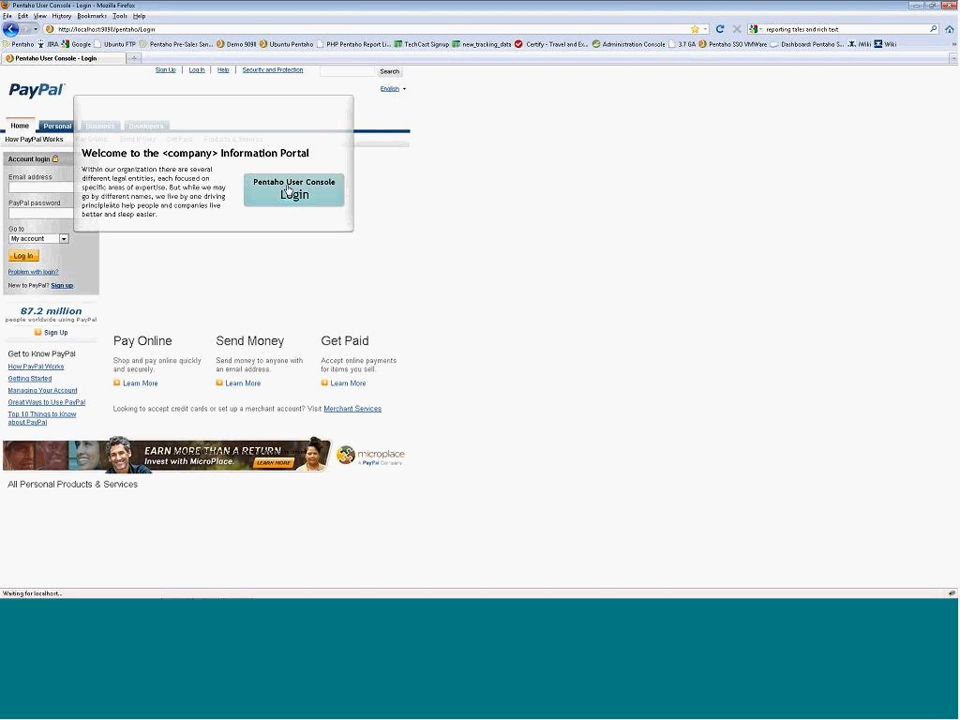 Pentaho User Console - Login - Mozilla Firefox
File Edit View History Bookmarks Tools Help
http://localhost:9090/pentaho/Login
reporting tales and rich text
Pentaho JIRA Google Ubuntu FTP Pentaho Pre-Sales San... Demo 9090 Ubuntu Pentaho PHP Pentaho Report Li... TechCast Signup new_tracking_data Certify - Travel and Ex... Administration Console 3.7 GA Pentaho SSO VMWare Dashboard: Pentaho S... iWiki Wiki
Pentaho User Console - Login
Sign Up Log In Help Security and Protection Search
PayPal
English
Home Personal Business Developers
How PayPal Works Products & Services
Account login
Email address
PayPal password
Go to
My account
Log In
Problem with login?
New to PayPal? Sign up.
Welcome to the <company> Information Portal
Within our organization there are several
different legal entities, each focused on
specific areas of expertise. But while we may
go by different names, we live by one driving
principle:to help people and companies live
better and sleep easier.
Pentaho User Console
Login
87.2 million
people worldwide using PayPal
Sign Up
Get to Know PayPal
How PayPal Works
Getting Started
Managing Your Account
Great Ways to Use PayPal
Top 10 Things to Know
about PayPal
Pay Online
Shop and pay online quickly
and securely.
Learn More
Send Money
Send money to anyone with
an email address.
Learn More
Get Paid
Accept online payments
for items you sell.
Learn More
Looking to accept credit cards or set up a merchant account? Visit Merchant Services
EARN MORE THAN A RETURN
Invest with MicroPlace.
LEARN MORE
microplace
A PayPal Company
All Personal Products & Services
Waiting for localhost...